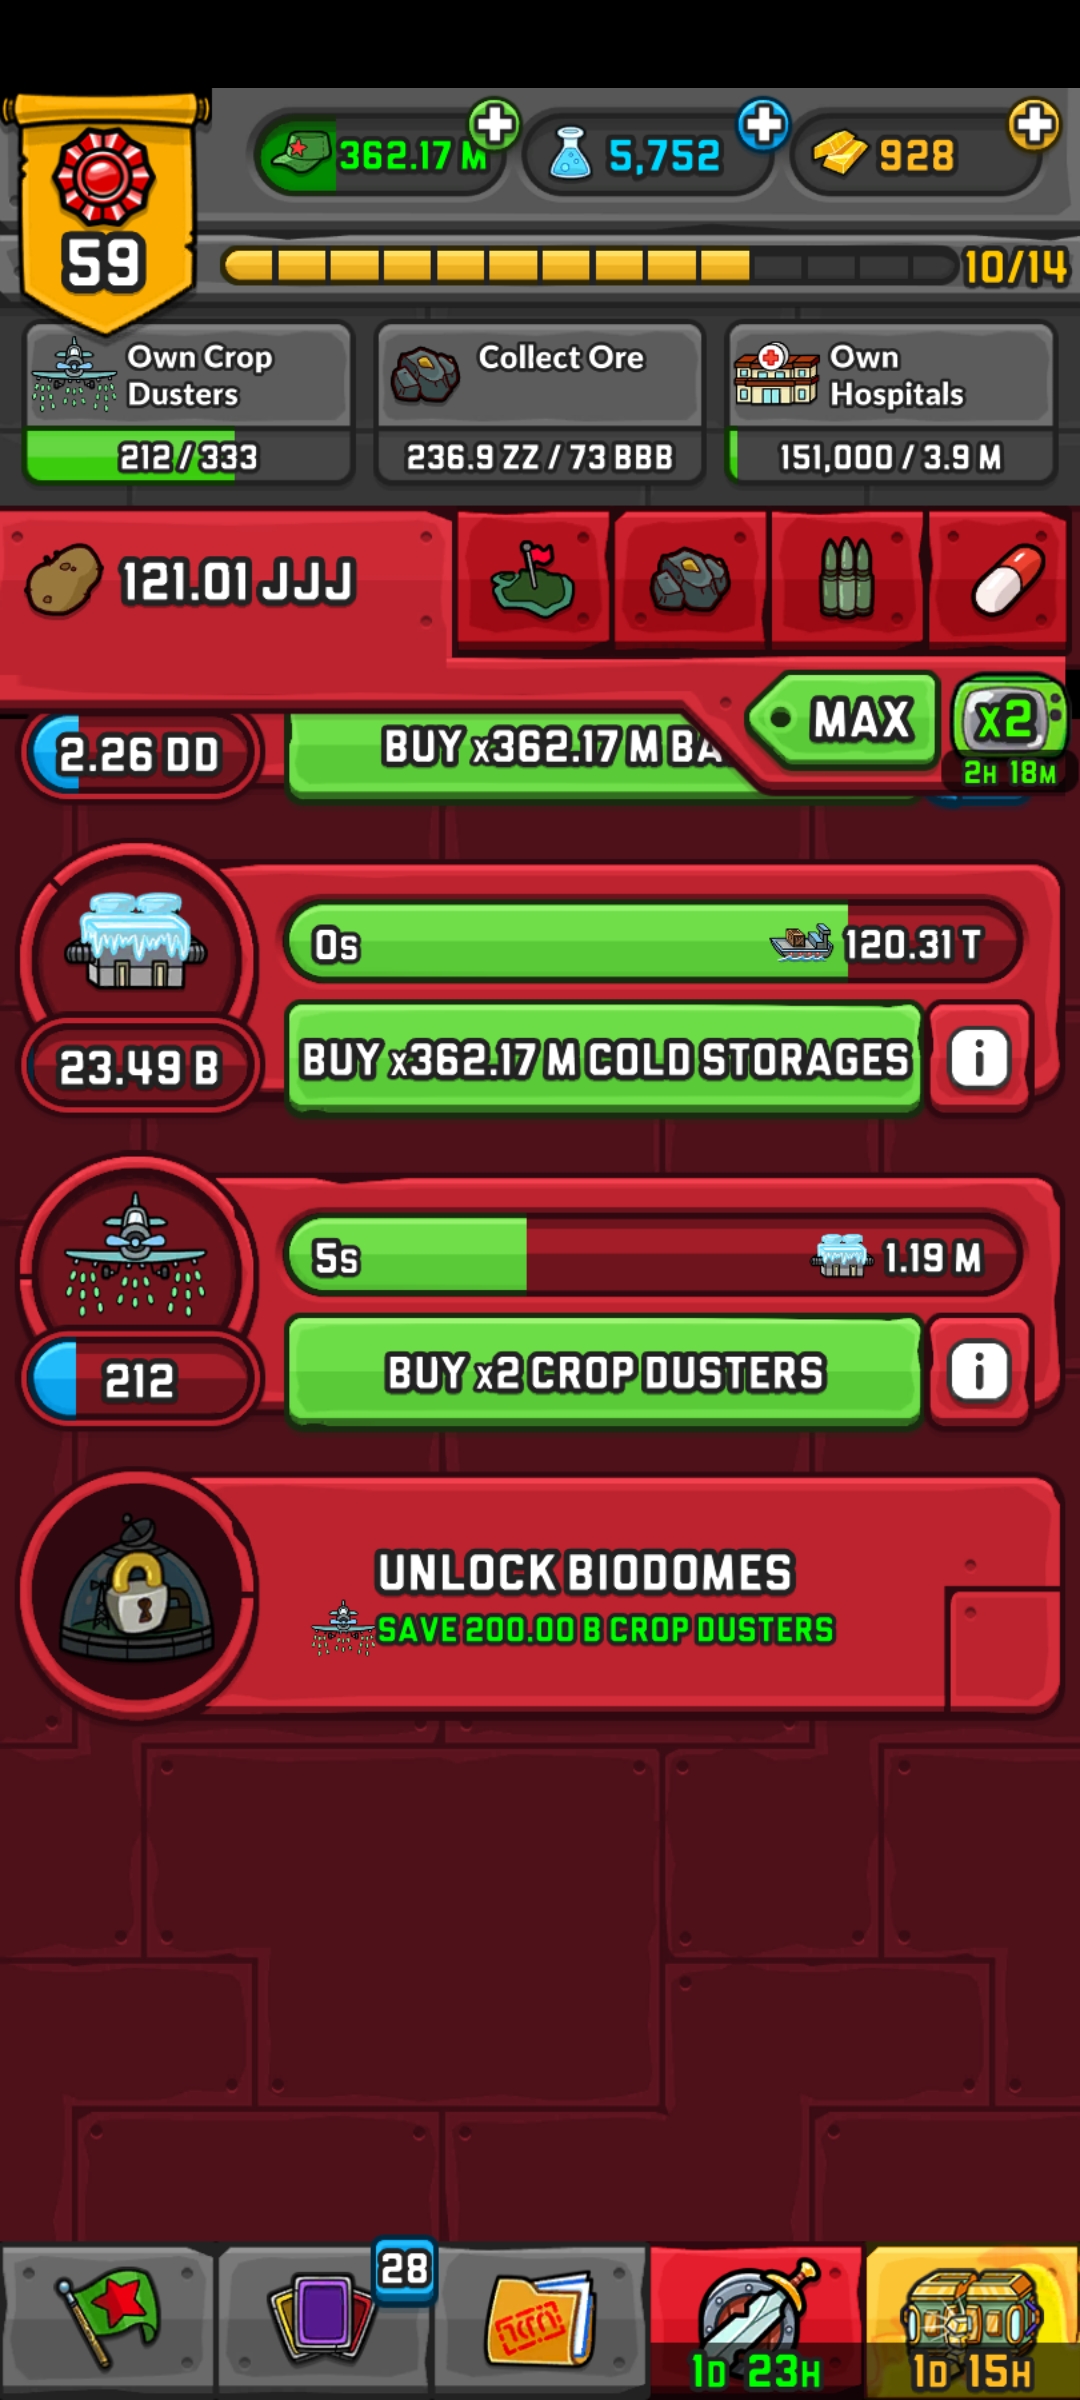 362.17 M
5,752
928
59
10/14
Own Crop
Dusters
212 / 333
Collect Ore
236.9 ZZ / 73 BBB
Own
Hospitals
151,000 / 3.9 M
121.01 JJJ
MAX
x2
2H 18M
2.26 DD
BUY x362.17 M BA
0s
120.31 T
23.49 B
BUY x362.17 M COLD STORAGES
i
5s
1.19 M
212
BUY x2 CROP DUSTERS
i
UNLOCK BIODOMES
SAVE 200.00 B CROP DUSTERS
28
1D 23H
1D 15H